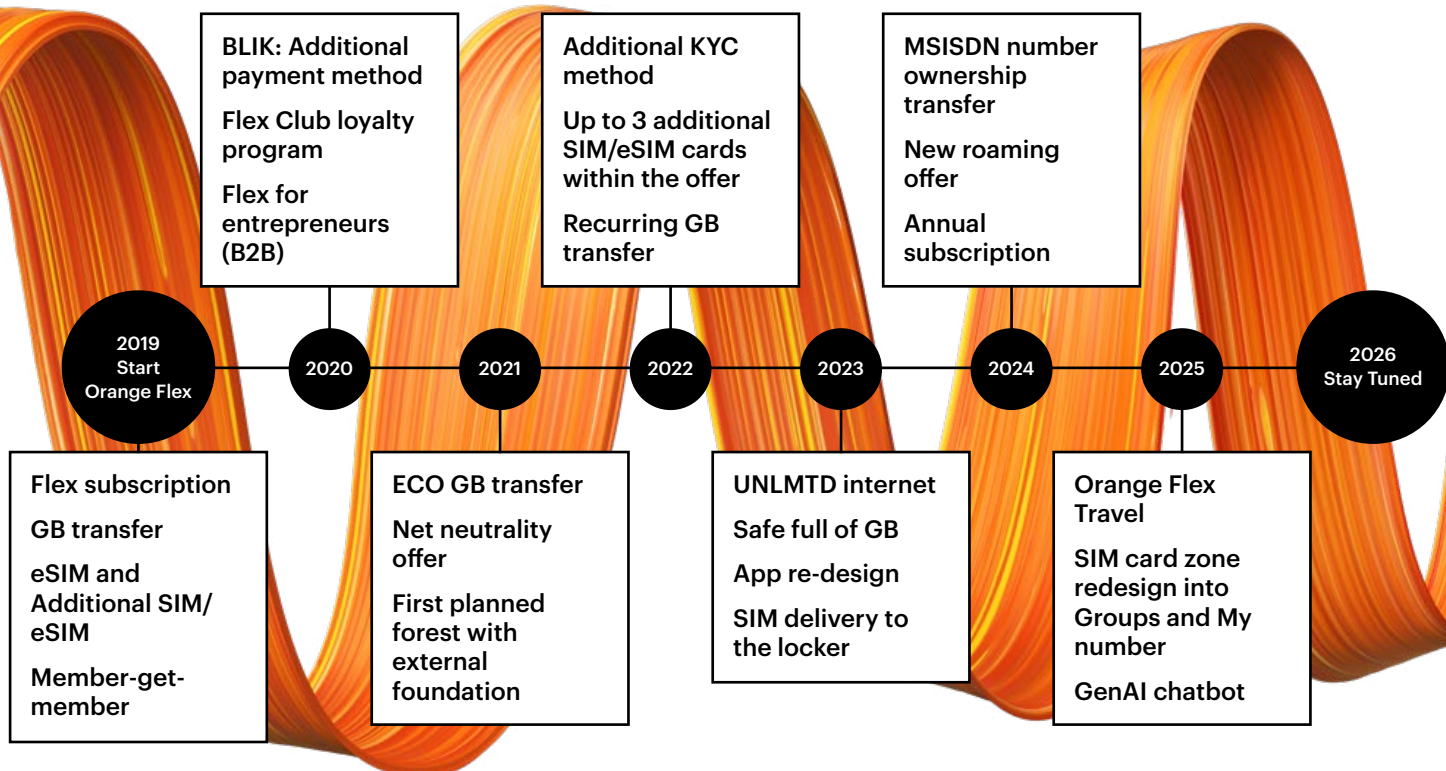 BLIK: Additional
payment method
Flex Club loyalty
program
Flex for
entrepreneurs
(B2B)
Additional KYC
method
Up to 3 additional
SIM/eSIM cards
within the offer
Recurring GB
transfer
MSISDN number
ownership
transfer
New roaming
offer
Annual
subscription
2019
Start
Orange Flex
2020
2021
2022
2023
2024
2025
2026
Stay Tuned
Flex subscription
GB transfer
eSIM and
Additional SIM/
eSIM
Member-get-
member
ECO GB transfer
Net neutrality
offer
First planned
forest with
external
foundation
UNLMTD internet
Safe full of GB
App re-design
SIM delivery to
the locker
Orange Flex
Travel
SIM card zone
redesign into
Groups and My
number
GenAI chatbot